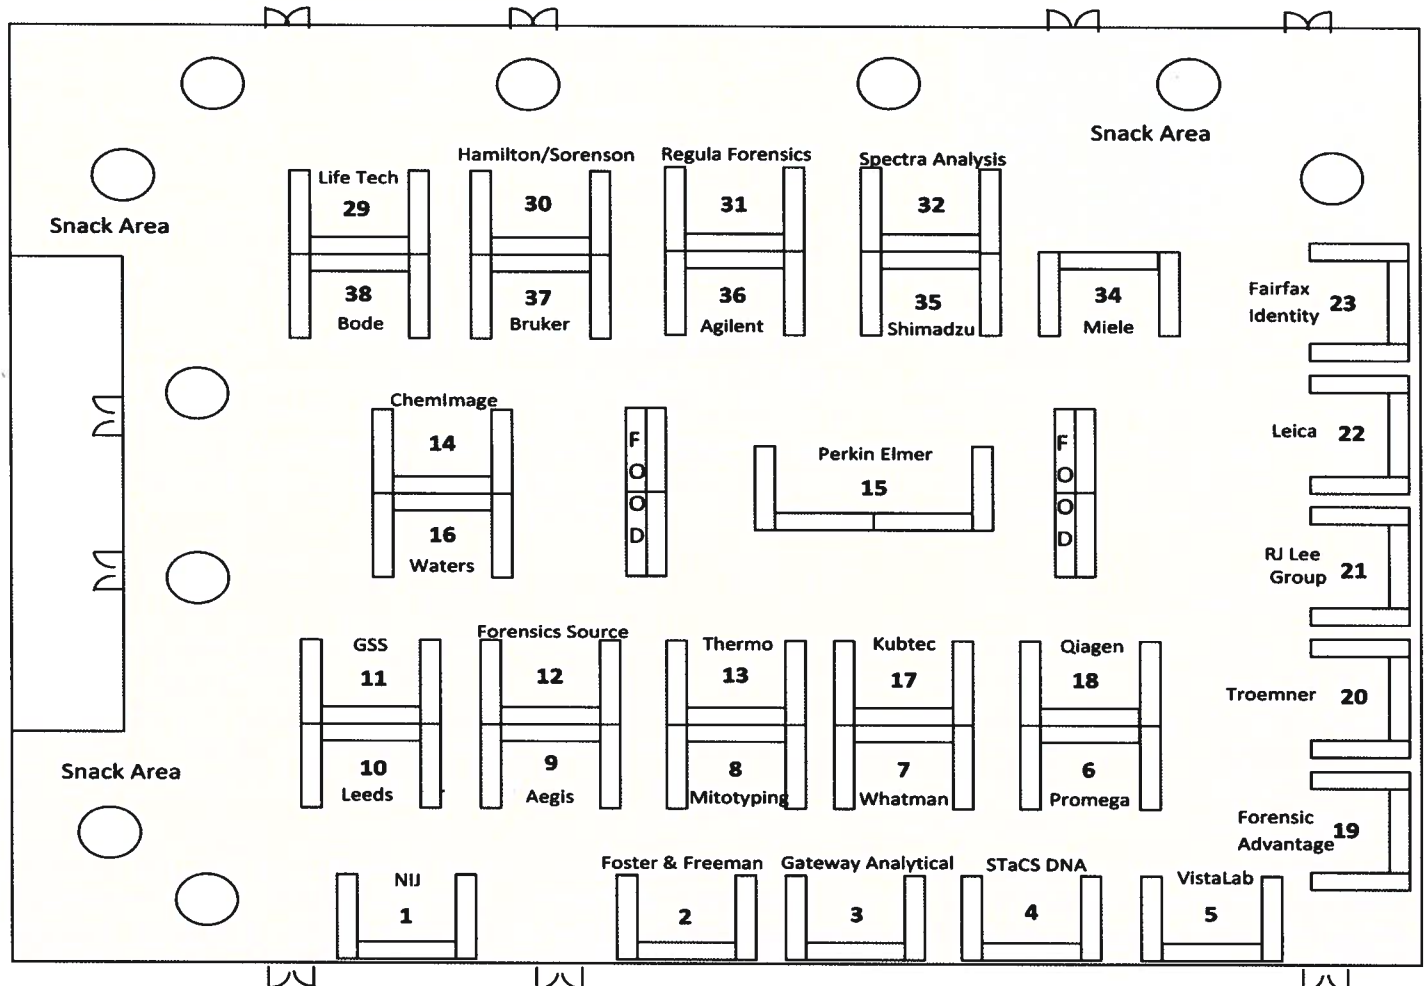 Snack Area
Hamilton/Sorenson
Regula Forensics
Spectra Analysis
Life Tech
29
30
31
32
Snack Area
38
Bode
37
Bruker
36
Agilent
35
Shimadzu
34
Miele
Fairfax
Identity
23
ChemImage
14
16
Waters
FOOD
Perkin Elmer
15
FOOD
Leica
22
RJ Lee
Group
21
GSS
11
Forensics Source
12
Thermo
13
Kubtec
17
Qiagen
18
Troemner
20
Snack Area
10
Leeds
9
Aegis
8
Mitotyping
7
Whatman
6
Promega
Forensic
Advantage
19
NIJ
1
Foster & Freeman
2
Gateway Analytical
3
STaCS DNA
4
VistaLab
5